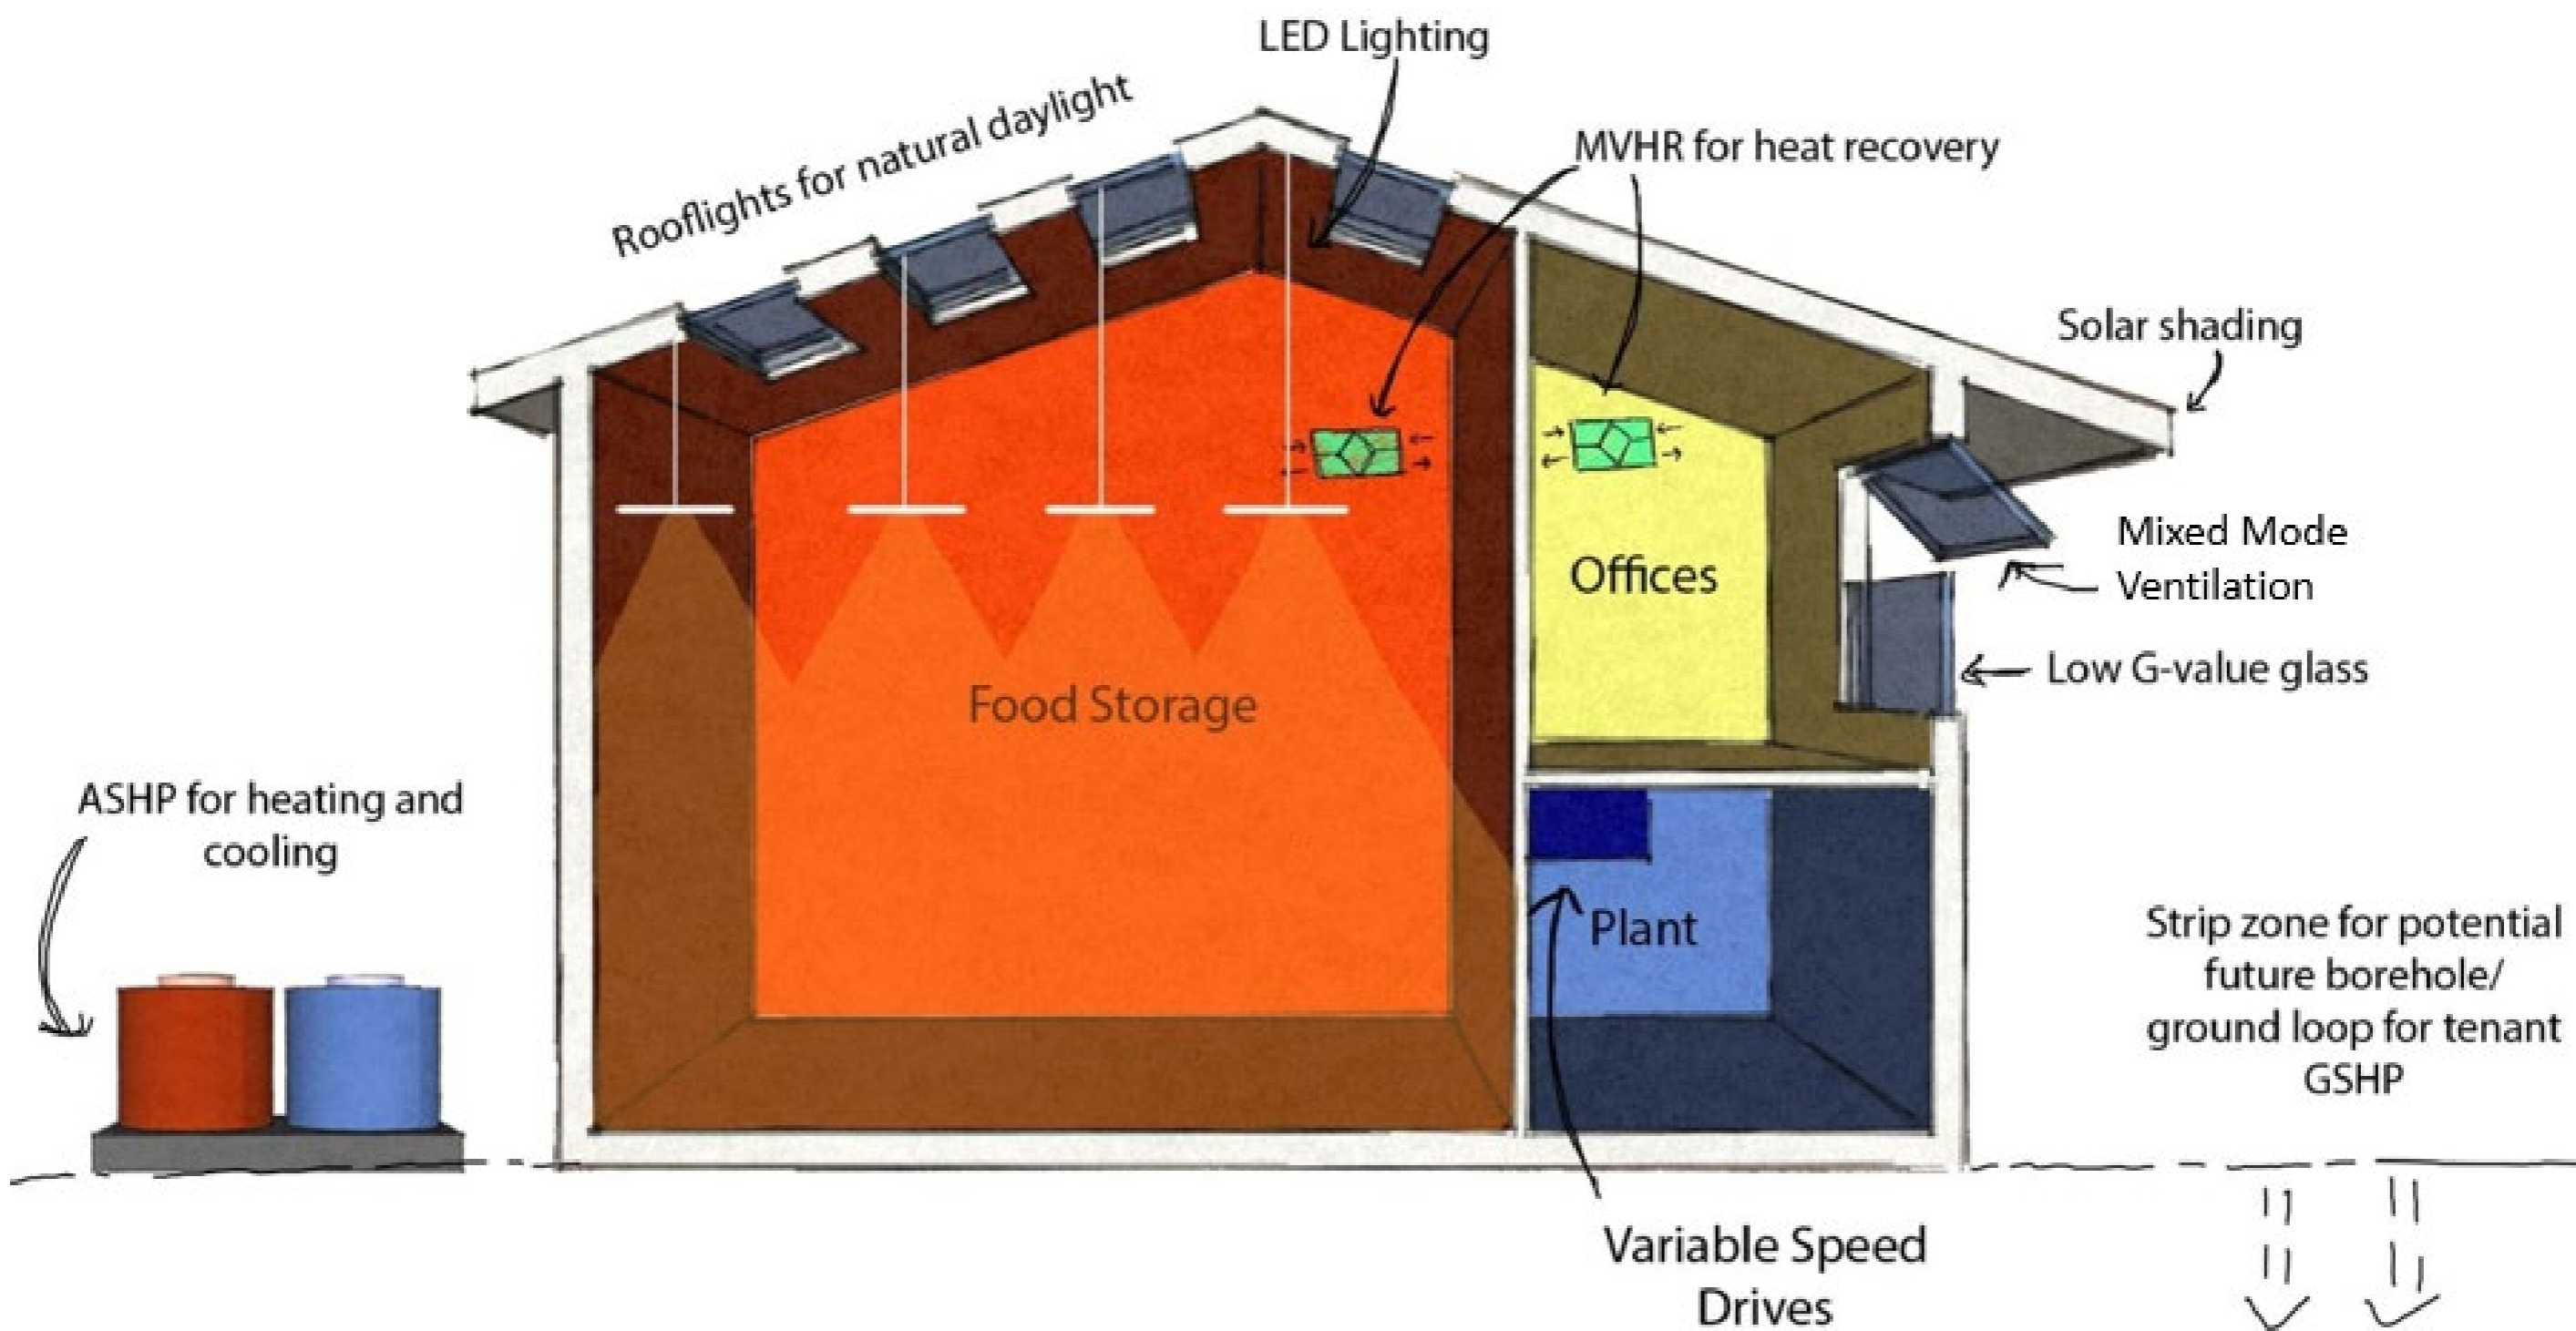 LED Lighting
Rooflights for natural daylight
MVHR for heat recovery
Solar shading
Mixed Mode
Ventilation
Offices
Low G-value glass
Food Storage
ASHP for heating and
cooling
Plant
Strip zone for potential
future borehole/
ground loop for tenant
GSHP
Variable Speed
Drives